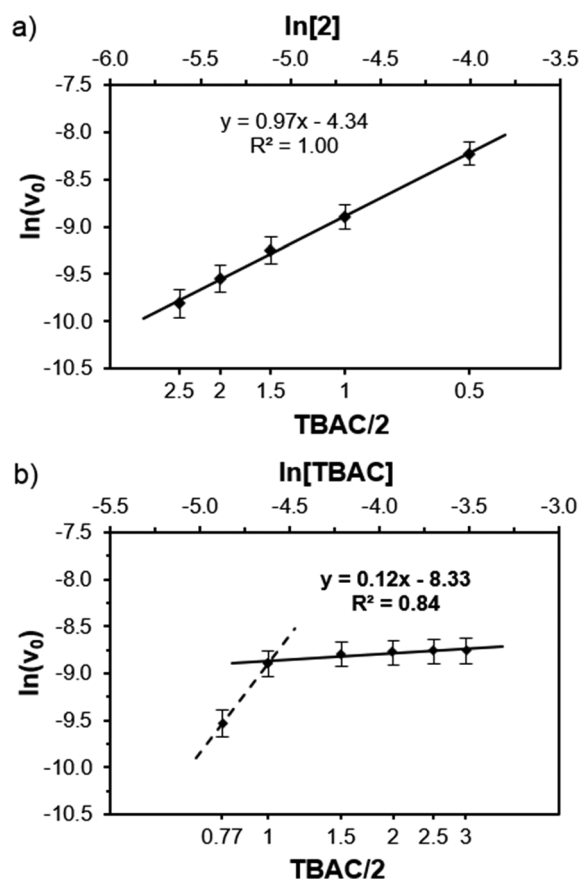 a)
ln[2]
-6.0 -5.5 -5.0 -4.5 -4.0 -3.5
-7.5
y = 0.97x - 4.34
R² = 1.00
-8.0
-8.5
-9.0
-9.5
-10.0
-10.5
ln(v₀)
2.5 2 1.5 1 0.5
TBAC/2
b)
ln[TBAC]
-5.5 -5.0 -4.5 -4.0 -3.5 -3.0
-7.5
y = 0.12x - 8.33
R² = 0.84
-8.0
-8.5
-9.0
-9.5
-10.0
-10.5
ln(v₀)
0.77 1 1.5 2 2.5 3
TBAC/2